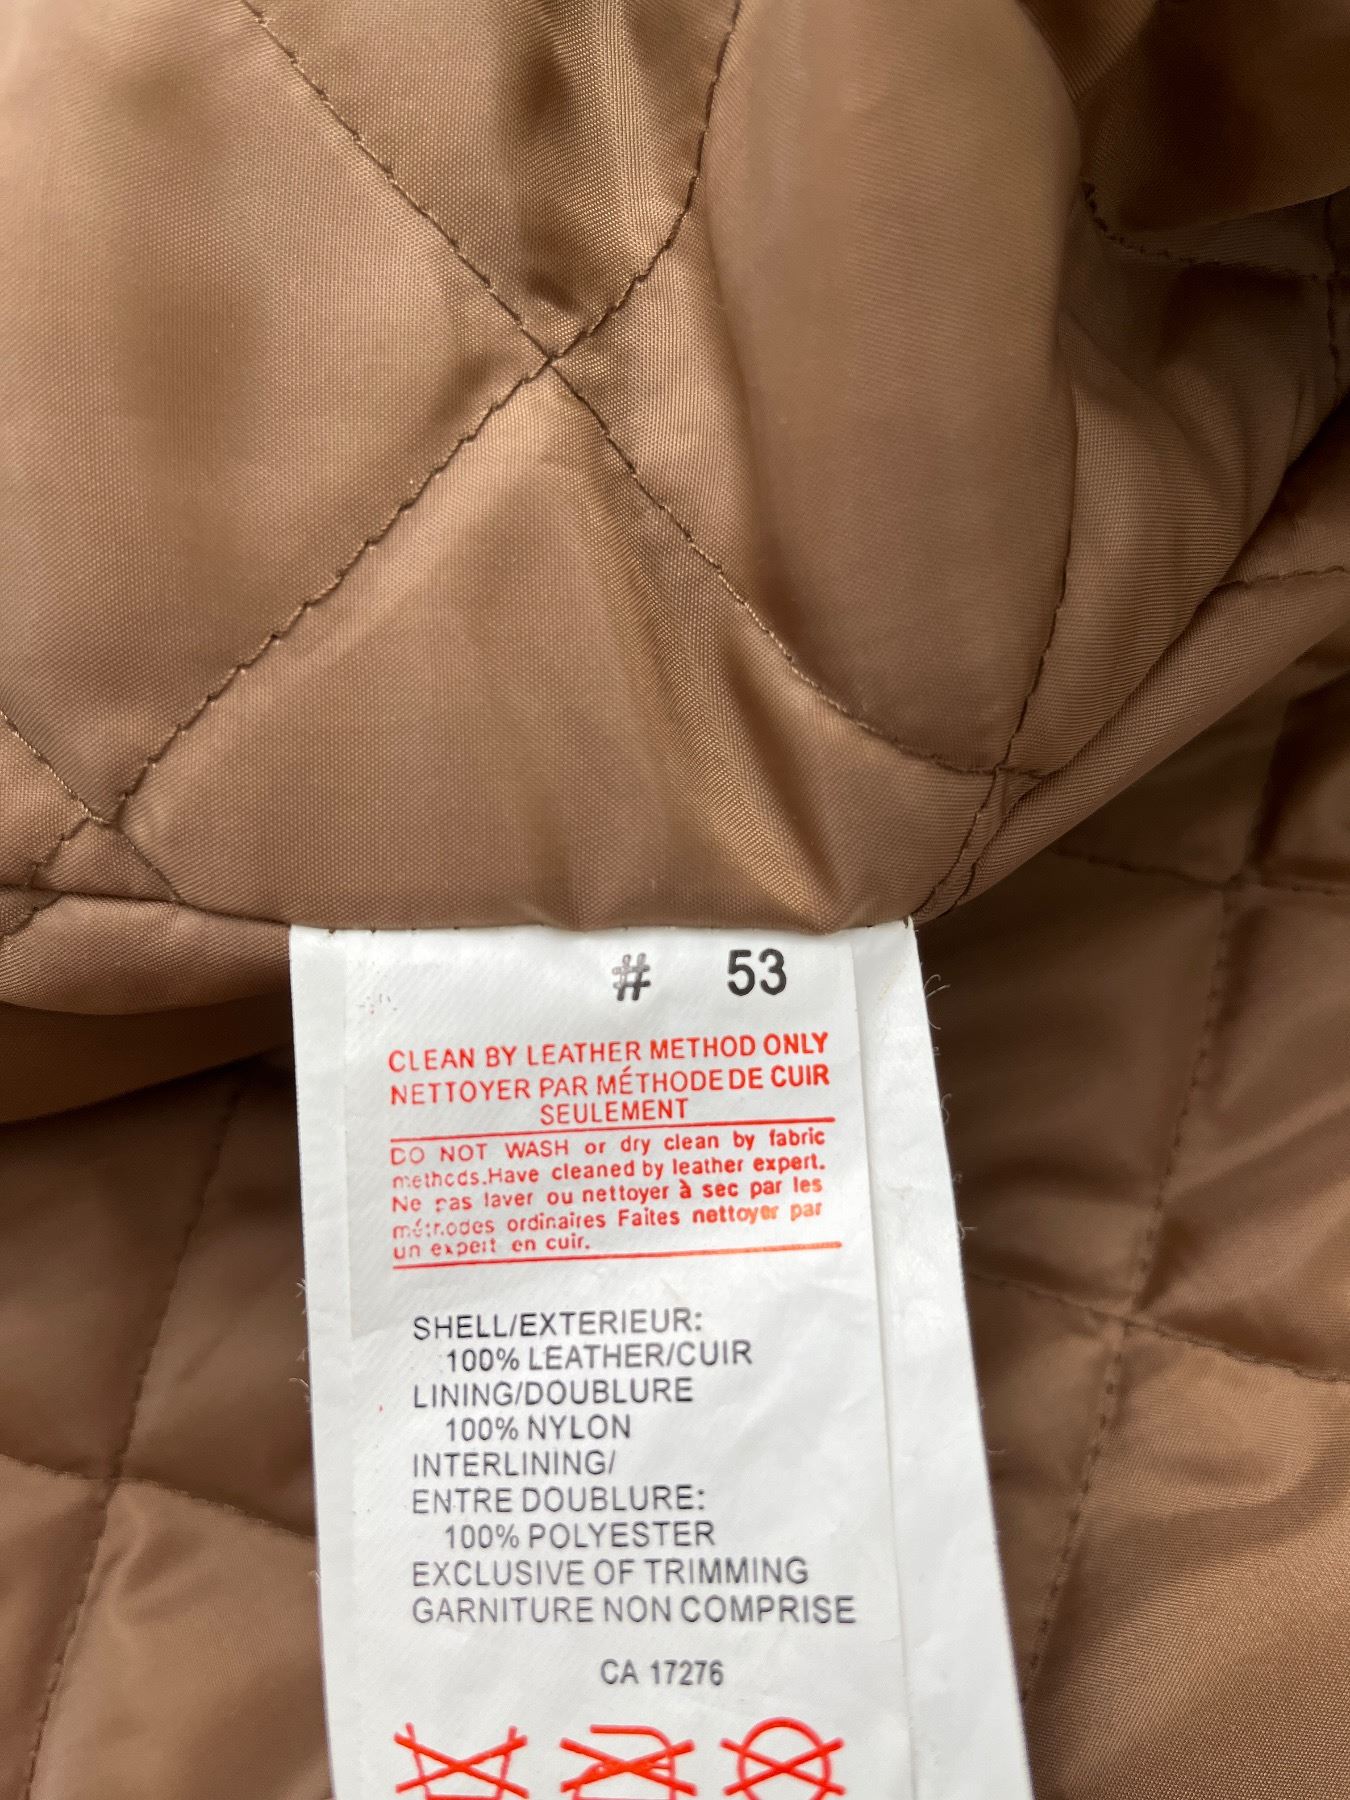 # 53
CLEAN BY LEATHER METHOD ONLY
NETTOYER PAR MÉTHODE DE CUIR
SEULEMENT
DO NOT WASH or dry clean by fabric
methods.Have cleaned by leather expert.
Ne pas laver ou nettoyer à sec par les
méthodes ordinaires Faites nettoyer par
un expert en cuir.
SHELL/EXTERIEUR:
100% LEATHER/CUIR
LINING/DOUBLURE
100% NYLON
INTERLINING/
ENTRE DOUBLURE:
100% POLYESTER
EXCLUSIVE OF TRIMMING
GARNITURE NON COMPRISE
CA 17276